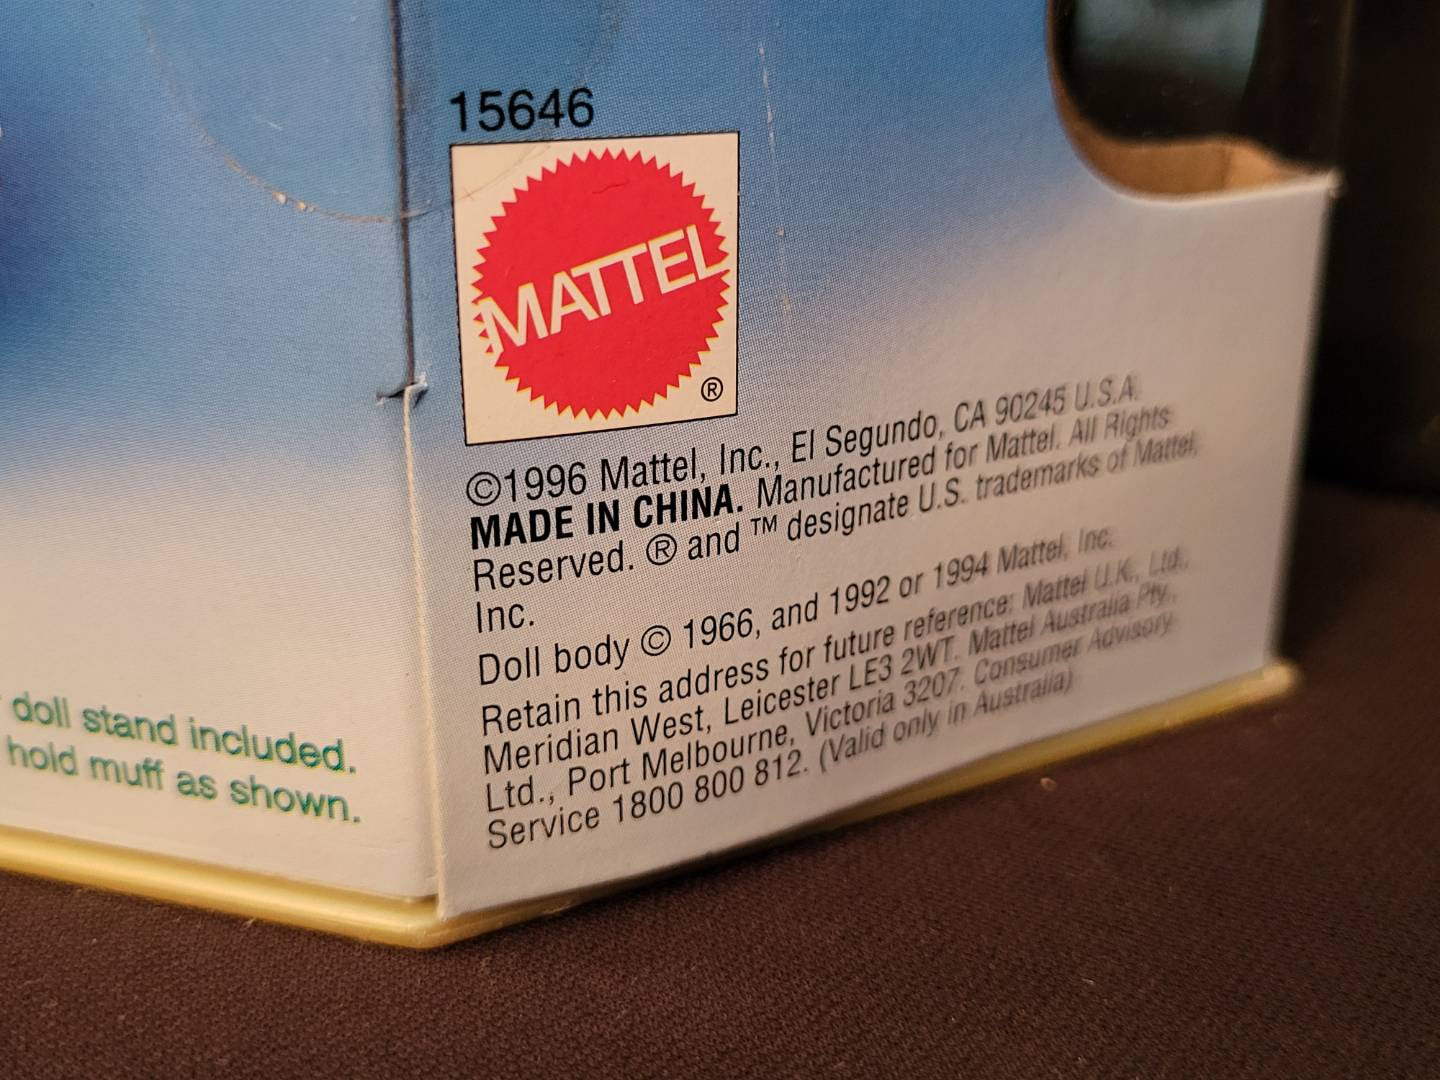 15646
MATTEL
®
©1996 Mattel, Inc., El Segundo, CA 90245 U.S.A.
MADE IN CHINA. Manufactured for Mattel. All Rights
Reserved. ® and ™ designate U.S. trademarks of Mattel,
Inc.
Doll body © 1966, and 1992 or 1994 Mattel, Inc.
Retain this address for future reference: Mattel U.K., Ltd.,
Meridian West, Leicester LE3 2WT. Mattel Australia Pty.
Ltd., Port Melbourne, Victoria 3207. Consumer Advisory
Service 1800 800 812. (Valid only in Australia)
doll stand included.
hold muff as shown.